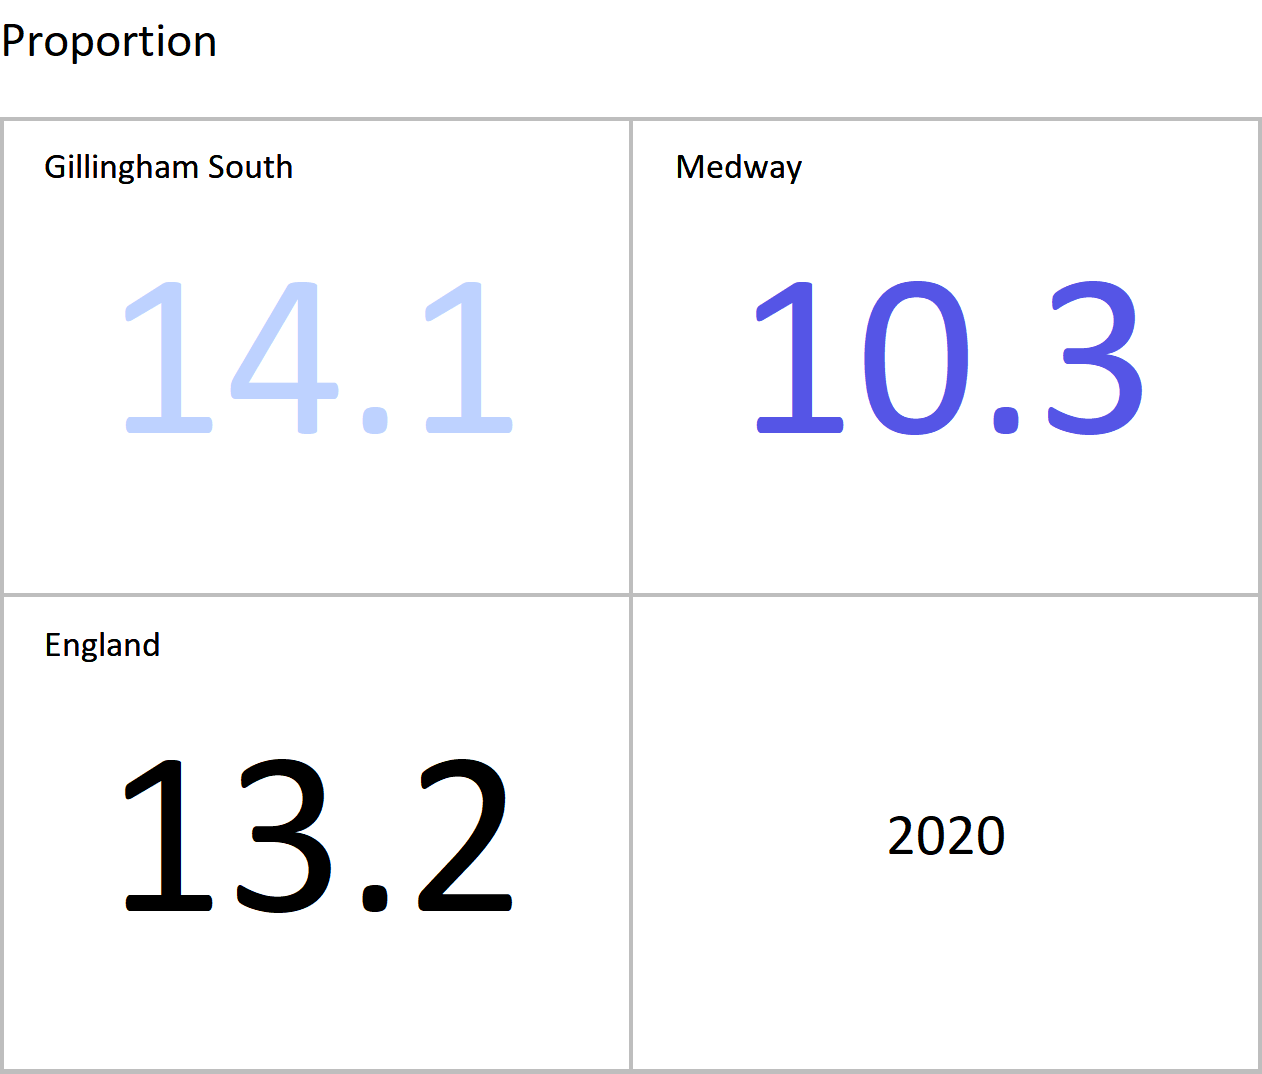 Proportion
Gillingham South
14.1
Medway
10.3
England
13.2
2020